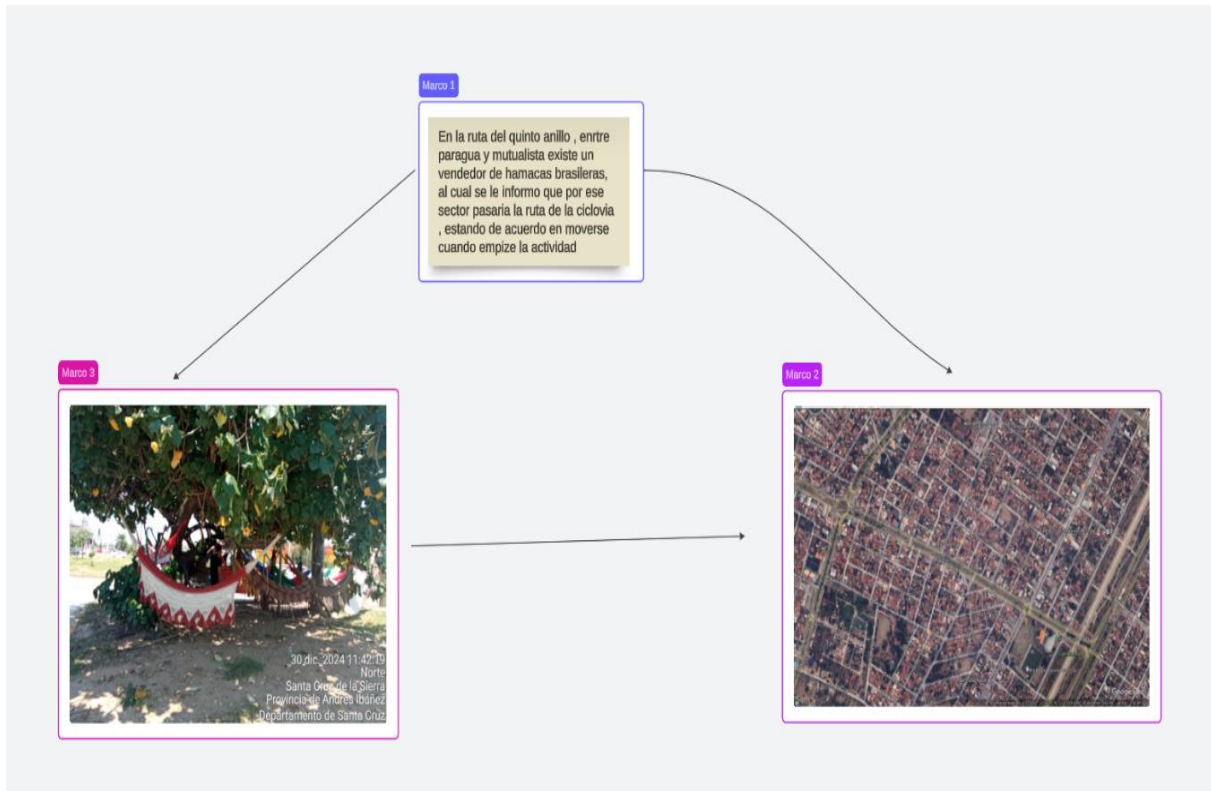 Marco 1
En la ruta del quinto anillo , enrtre
paragua y mutualista existe un
vendedor de hamacas brasileras,
al cual se le informo que por ese
sector pasaria la ruta de la ciclovia
, estando de acuerdo en moverse
cuando empize la actividad
Marco 3
Marco 2
30 dic. 2024 11:42:19
Norte
Santa Cruz de la Sierra
Provincia de Andrés Ibáñez
Departamento de Santa Cruz